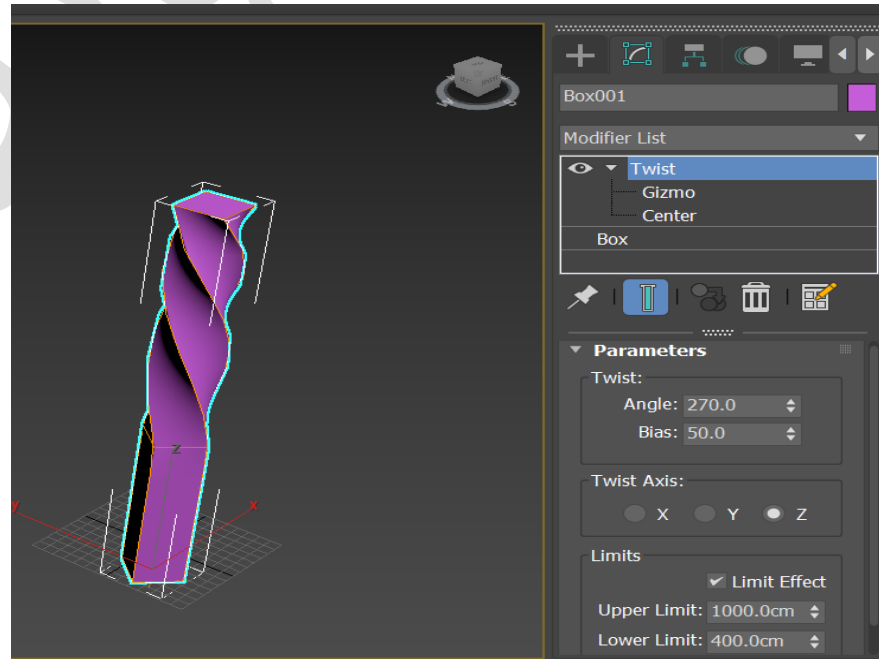 Box001
Modifier List
Twist
Gizmo
Center
Box
Parameters
Twist:
Angle: 270.0
Bias: 50.0
Twist Axis:
X Y Z
Limits
Limit Effect
Upper Limit: 1000.0cm
Lower Limit: 400.0cm
z
x
y